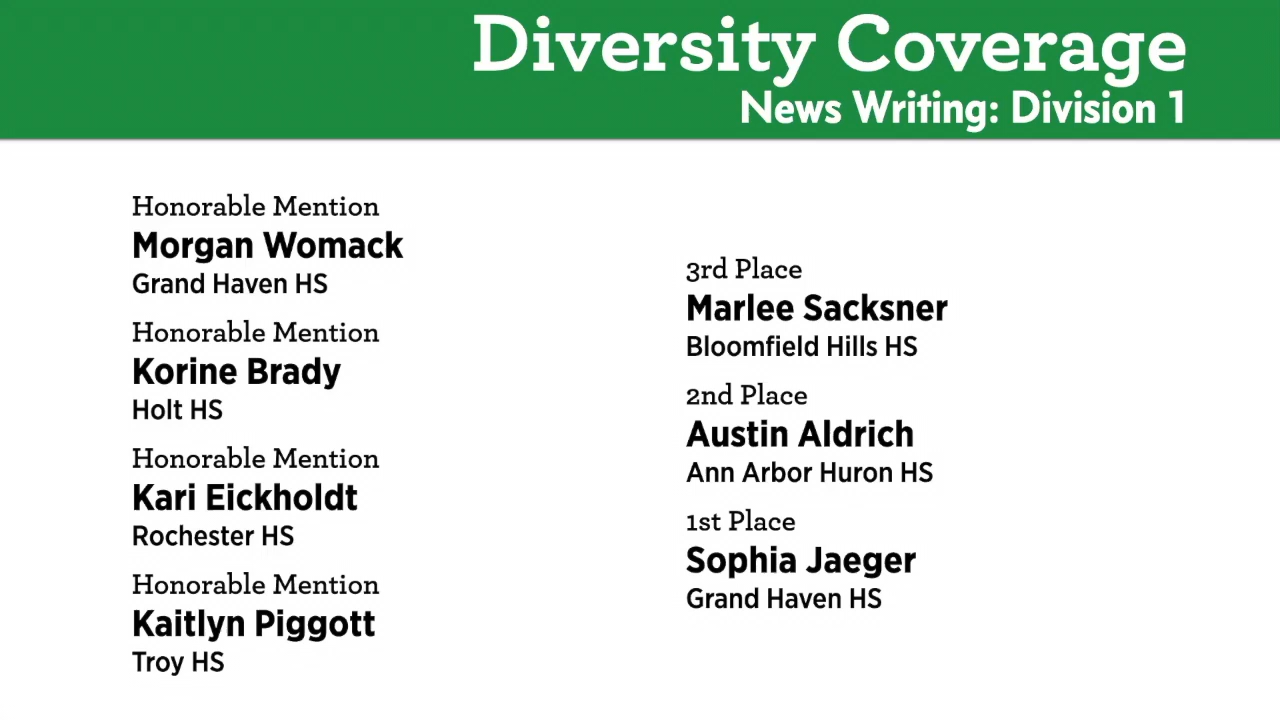 Diversity Coverage
News Writing: Division 1
Honorable Mention
Morgan Womack
Grand Haven HS
Honorable Mention
Korine Brady
Holt HS
Honorable Mention
Kari Eickholdt
Rochester HS
Honorable Mention
Kaitlyn Piggott
Troy HS
3rd Place
Marlee Sacksner
Bloomfield Hills HS
2nd Place
Austin Aldrich
Ann Arbor Huron HS
1st Place
Sophia Jaeger
Grand Haven HS